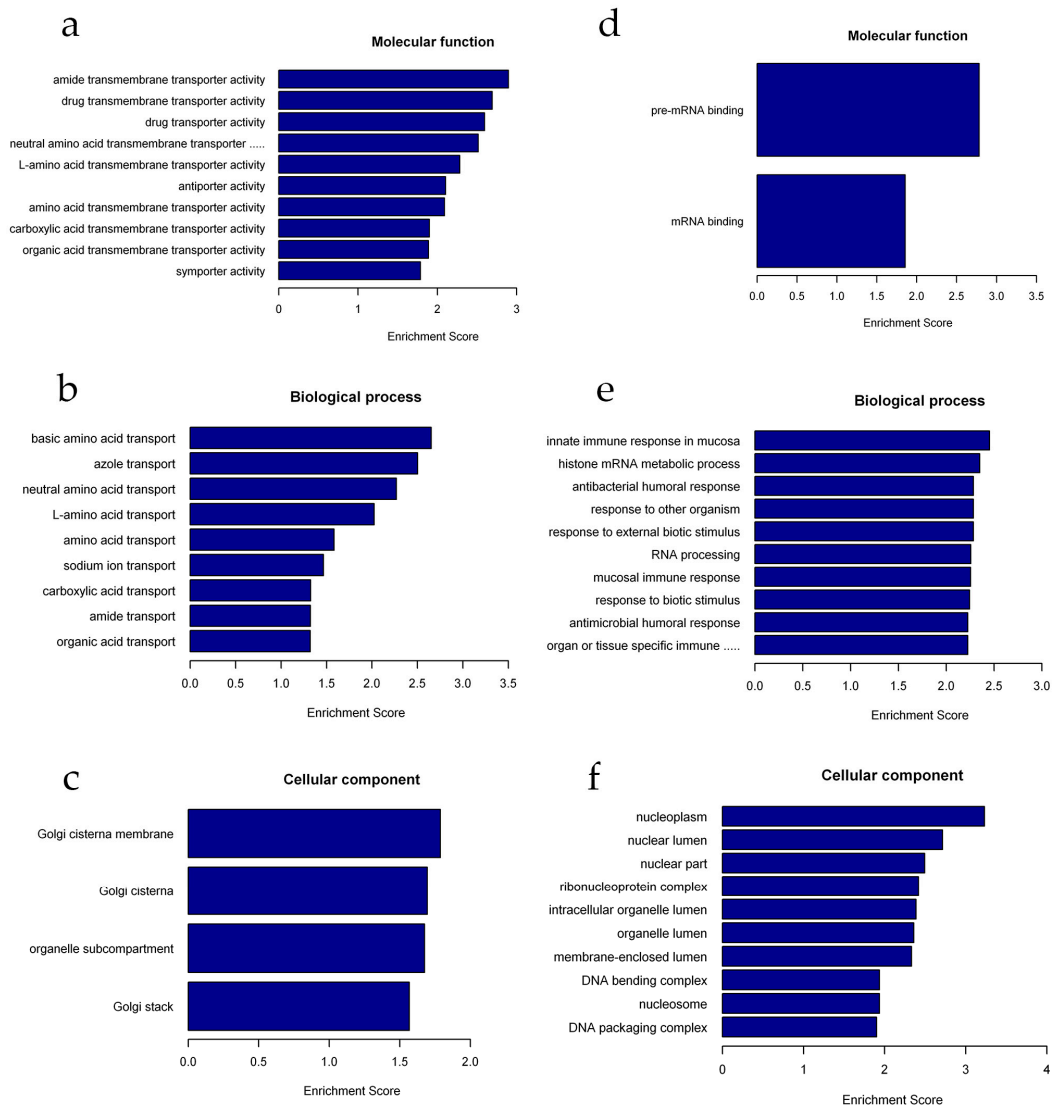 a
Molecular function
amide transmembrane transporter activity
drug transmembrane transporter activity
drug transporter activity
neutral amino acid transmembrane transporter .....
L-amino acid transmembrane transporter activity
antiporter activity
amino acid transmembrane transporter activity
carboxylic acid transmembrane transporter activity
organic acid transmembrane transporter activity
symporter activity
0 1 2 3
Enrichment Score
d
Molecular function
pre-mRNA binding
mRNA binding
0.0 0.5 1.0 1.5 2.0 2.5 3.0 3.5
Enrichment Score
b
Biological process
basic amino acid transport
azole transport
neutral amino acid transport
L-amino acid transport
amino acid transport
sodium ion transport
carboxylic acid transport
amide transport
organic acid transport
0.0 0.5 1.0 1.5 2.0 2.5 3.0 3.5
Enrichment Score
e
Biological process
innate immune response in mucosa
histone mRNA metabolic process
antibacterial humoral response
response to other organism
response to external biotic stimulus
RNA processing
mucosal immune response
response to biotic stimulus
antimicrobial humoral response
organ or tissue specific immune .....
0.0 0.5 1.0 1.5 2.0 2.5 3.0
Enrichment Score
c
Cellular component
Golgi cisterna membrane
Golgi cisterna
organelle subcompartment
Golgi stack
0.0 0.5 1.0 1.5 2.0
Enrichment Score
f
Cellular component
nucleoplasm
nuclear lumen
nuclear part
ribonucleoprotein complex
intracellular organelle lumen
organelle lumen
membrane-enclosed lumen
DNA bending complex
nucleosome
DNA packaging complex
0 1 2 3 4
Enrichment Score